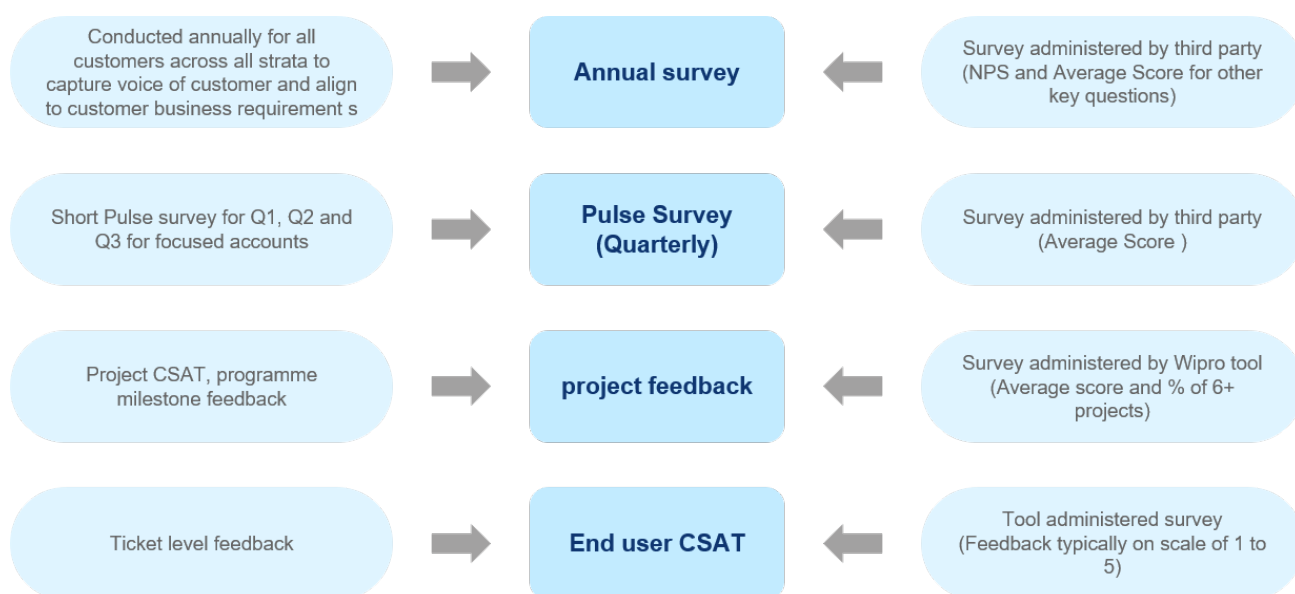 Conducted annually for all
customers across all strata to
capture voice of customer and align
to customer business requirement s
Annual survey
Survey administered by third party
(NPS and Average Score for other
key questions)
Short Pulse survey for Q1, Q2 and
Q3 for focused accounts
Pulse Survey
(Quarterly)
Survey administered by third party
(Average Score )
Project CSAT, programme
milestone feedback
project feedback
Survey administered by Wipro tool
(Average score and % of 6+
projects)
Ticket level feedback
End user CSAT
Tool administered survey
(Feedback typically on scale of 1 to
5)